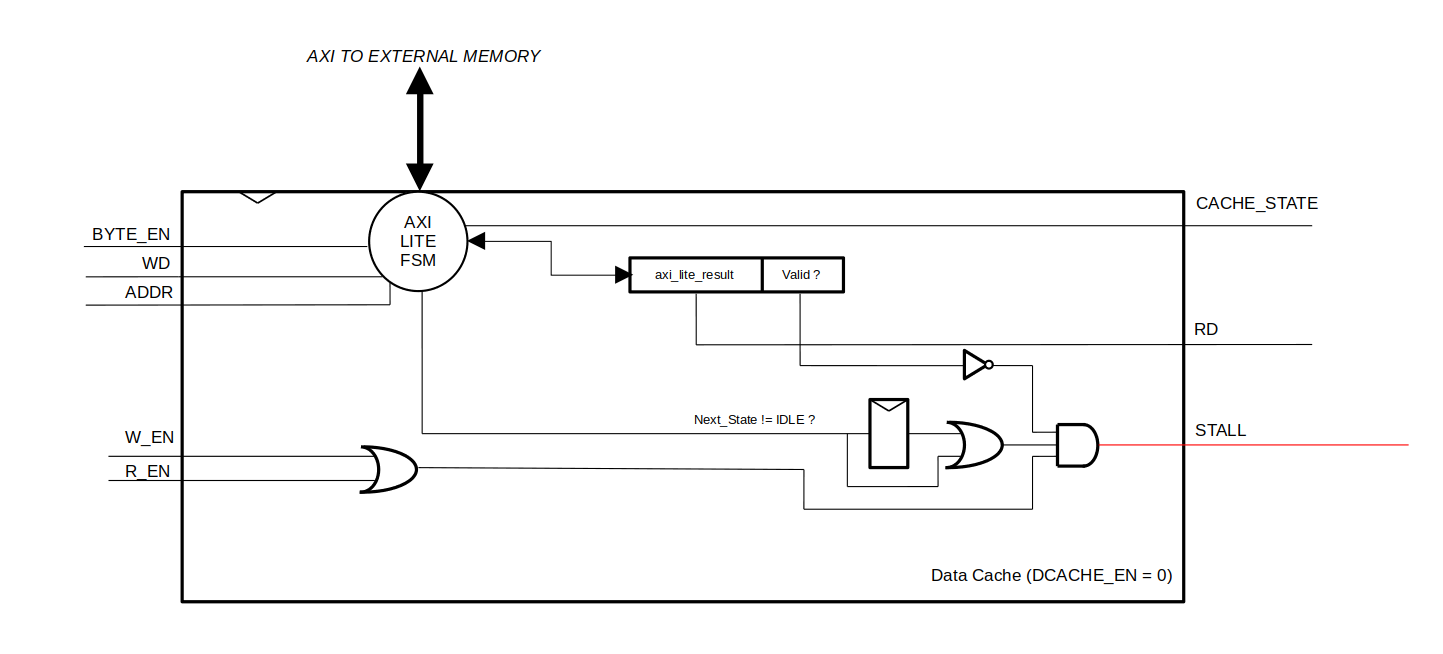 AXI TO EXTERNAL MEMORY
CACHE_STATE
AXI
LITE
FSM
BYTE_EN
WD
ADDR
axi_lite_result
Valid ?
RD
Next_State != IDLE ?
W_EN
R_EN
STALL
Data Cache (DCACHE_EN = 0)